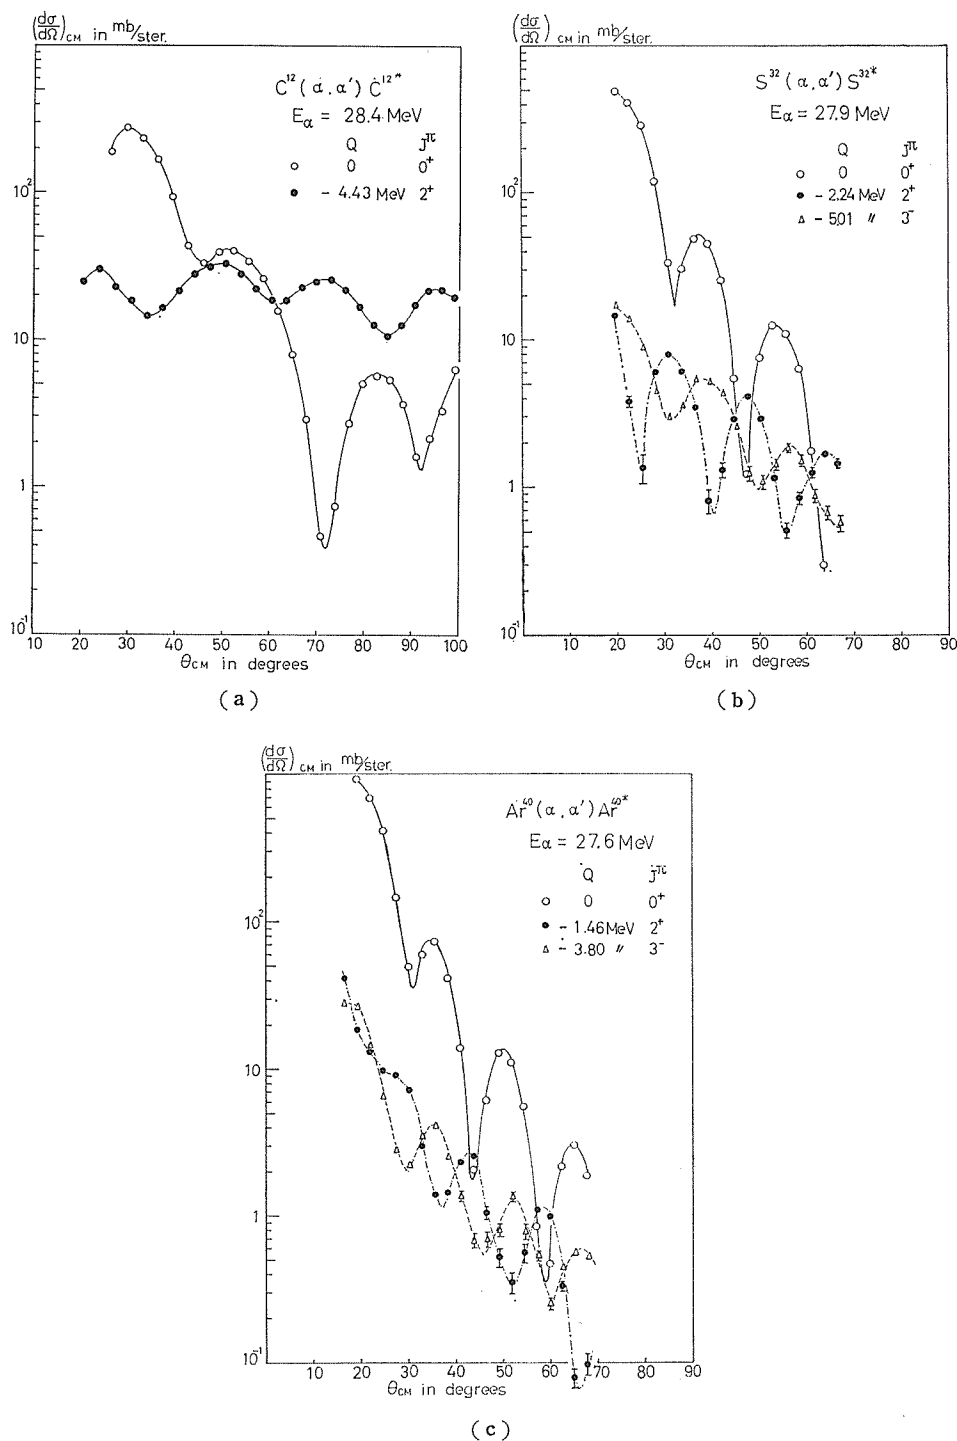 (dσ/dΩ)CM in mb/ster.
C¹²(α,α')C¹²*
Eα = 28.4 MeV
Q Jπ
○ 0 0⁺
● - 4.43 MeV 2⁺
10²
10
1
10⁻¹
10 20 30 40 50 60 70 80 90 100
θCM in degrees
(a)
(dσ/dΩ)CM in mb/ster.
S³²(α,α')S³²*
Eα = 27.9 MeV
Q Jπ
○ 0 0⁺
● - 2.24 MeV 2⁺
△ - 5.01 〃 3⁻
10²
10
1
10⁻¹
10 20 30 40 50 60 70 80 90
θCM in degrees
(b)
(dσ/dΩ)CM in mb/ster.
Ar⁴⁰(α,α')Ar⁴⁰*
Eα = 27.6 MeV
Q Jπ
○ 0 0⁺
● - 1.46 MeV 2⁺
△ - 3.80 〃 3⁻
10²
10
1
10⁻¹
10 20 30 40 50 60 70 80 90
θCM in degrees
(c)